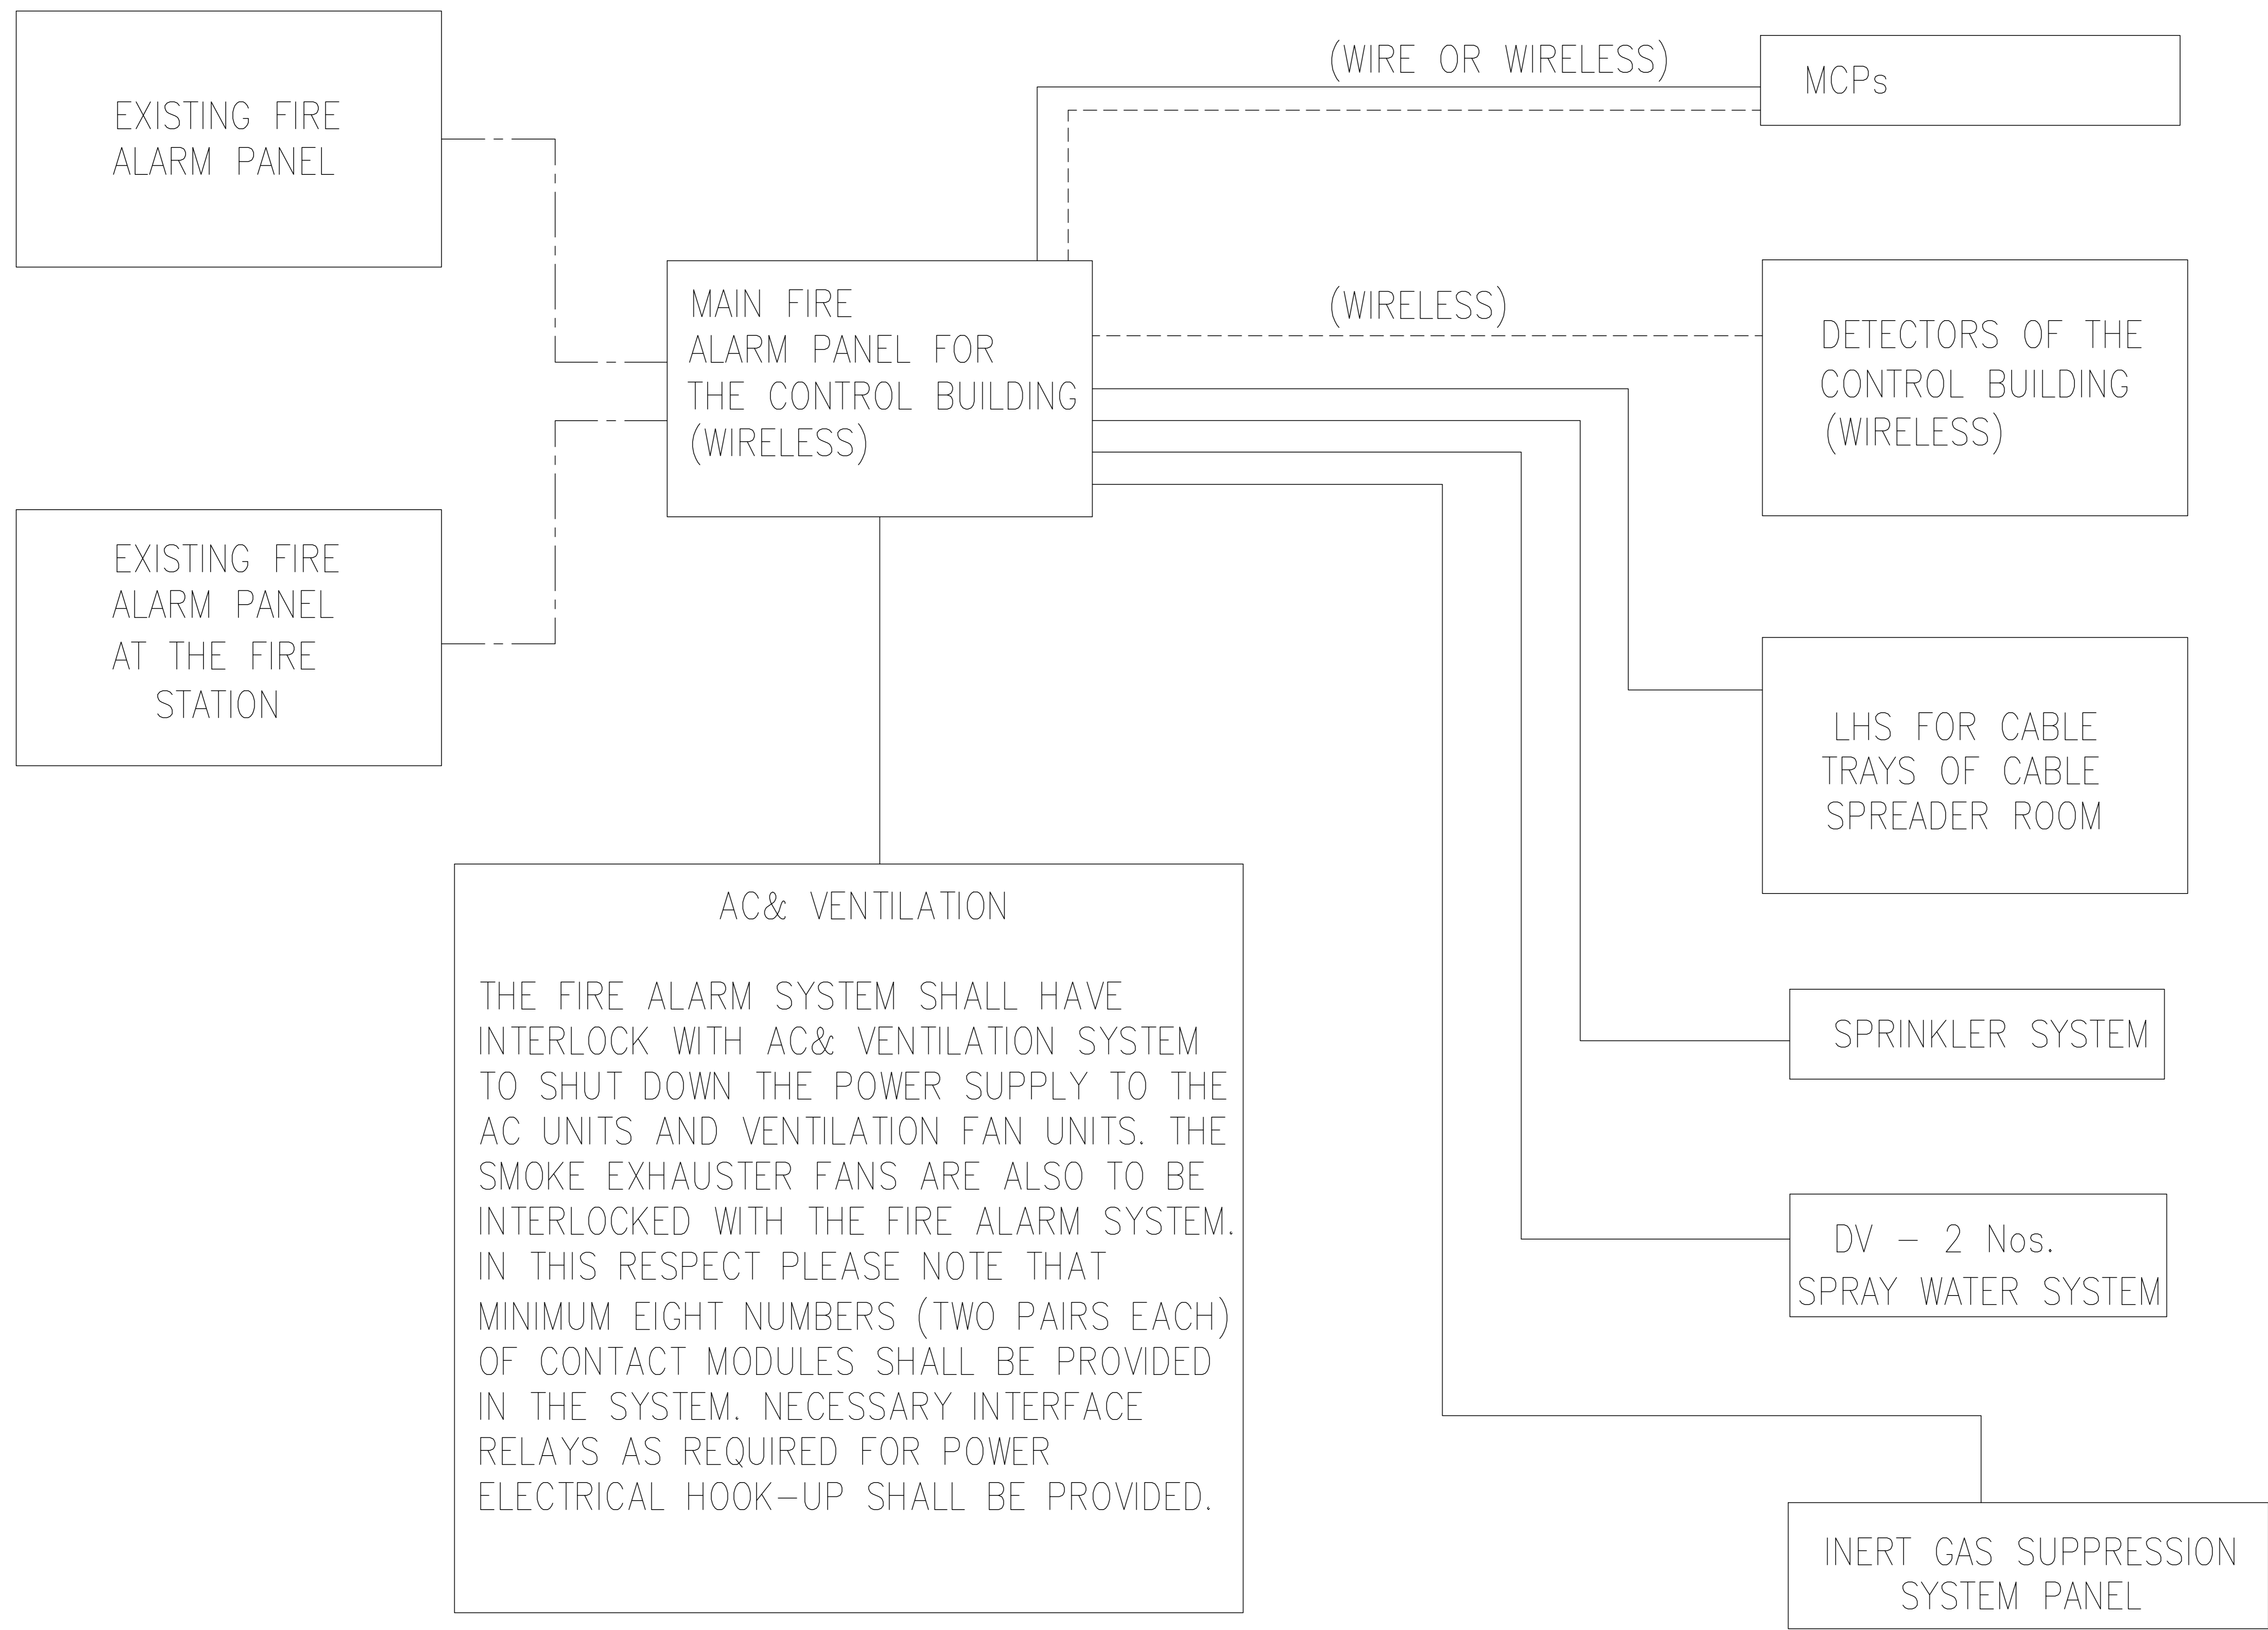 EXISTING FIRE
ALARM PANEL
(WIRE OR WIRELESS)
MCPs
MAIN FIRE
ALARM PANEL FOR
THE CONTROL BUILDING
(WIRELESS)
(WIRELESS)
DETECTORS OF THE
CONTROL BUILDING
(WIRELESS)
EXISTING FIRE
ALARM PANEL
AT THE FIRE
STATION
LHS FOR CABLE
TRAYS OF CABLE
SPREADER ROOM
AC& VENTILATION
THE FIRE ALARM SYSTEM SHALL HAVE
INTERLOCK WITH AC& VENTILATION SYSTEM
TO SHUT DOWN THE POWER SUPPLY TO THE
AC UNITS AND VENTILATION FAN UNITS. THE
SMOKE EXHAUSTER FANS ARE ALSO TO BE
INTERLOCKED WITH THE FIRE ALARM SYSTEM.
IN THIS RESPECT PLEASE NOTE THAT
MINIMUM EIGHT NUMBERS (TWO PAIRS EACH)
OF CONTACT MODULES SHALL BE PROVIDED
IN THE SYSTEM. NECESSARY INTERFACE
RELAYS AS REQUIRED FOR POWER
ELECTRICAL HOOK-UP SHALL BE PROVIDED.
SPRINKLER SYSTEM
DV - 2 Nos.
SPRAY WATER SYSTEM
INERT GAS SUPPRESSION
SYSTEM PANEL